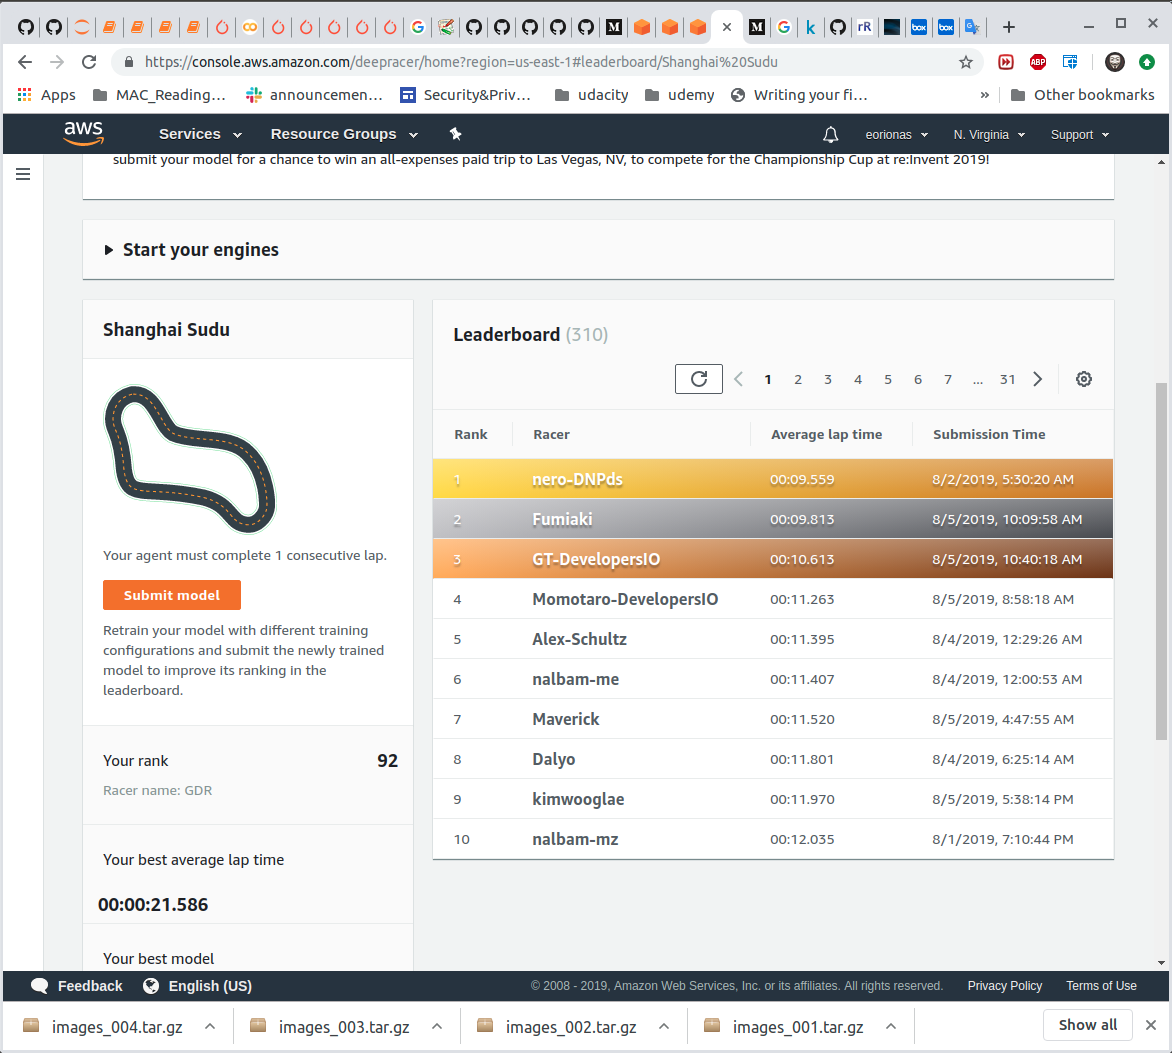 M
M
k
rR
box
box
https://console.aws.amazon.com/deepracer/home?region=us-east-1#leaderboard/Shanghai%20Sudu
ABP
Apps
MAC_Reading...
announcemen...
Security&Priv...
udacity
udemy
Writing your fi...
»
Other bookmarks
aws
Services
Resource Groups
eorionas
N. Virginia
Support
submit your model for a chance to win an all-expenses paid trip to Las Vegas, NV, to compete for the Championship Cup at re:Invent 2019!
Start your engines
Shanghai Sudu
Your agent must complete 1 consecutive lap.
Submit model
Retrain your model with different training
configurations and submit the newly trained
model to improve its ranking in the
leaderboard.
Your rank 92
Racer name: GDR
Your best average lap time
00:00:21.586
Your best model
Leaderboard (310)
1 2 3 4 5 6 7 ... 31
Rank Racer Average lap time Submission Time
1 nero-DNPds 00:09.559 8/2/2019, 5:30:20 AM
2 Fumiaki 00:09.813 8/5/2019, 10:09:58 AM
3 GT-DevelopersIO 00:10.613 8/5/2019, 10:40:18 AM
4 Momotaro-DevelopersIO 00:11.263 8/5/2019, 8:58:18 AM
5 Alex-Schultz 00:11.395 8/4/2019, 12:29:26 AM
6 nalbam-me 00:11.407 8/4/2019, 12:00:53 AM
7 Maverick 00:11.520 8/5/2019, 4:47:55 AM
8 Dalyo 00:11.801 8/4/2019, 6:25:14 AM
9 kimwooglae 00:11.970 8/5/2019, 5:38:14 PM
10 nalbam-mz 00:12.035 8/1/2019, 7:10:44 PM
Feedback
English (US)
© 2008 - 2019, Amazon Web Services, Inc. or its affiliates. All rights reserved.
Privacy Policy
Terms of Use
images_004.tar.gz
images_003.tar.gz
images_002.tar.gz
images_001.tar.gz
Show all